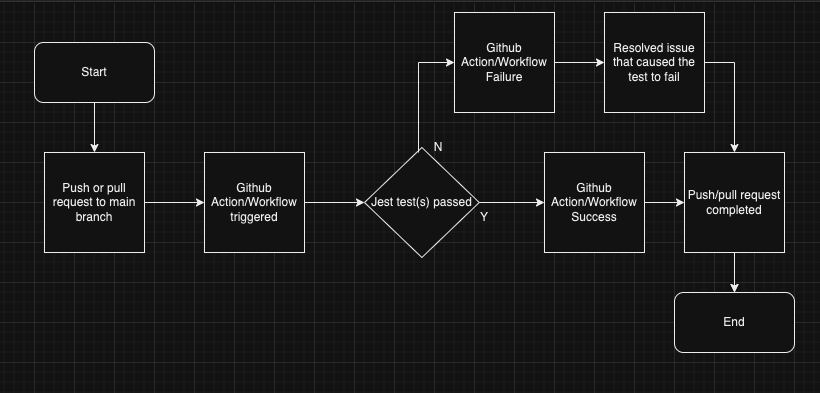 Start
Push or pull
request to main
branch
Github
Action/Workflow
triggered
Jest test(s) passed
N
Github
Action/Workflow
Failure
Resolved issue
that caused the
test to fail
Y
Github
Action/Workflow
Success
Push/pull request
completed
End